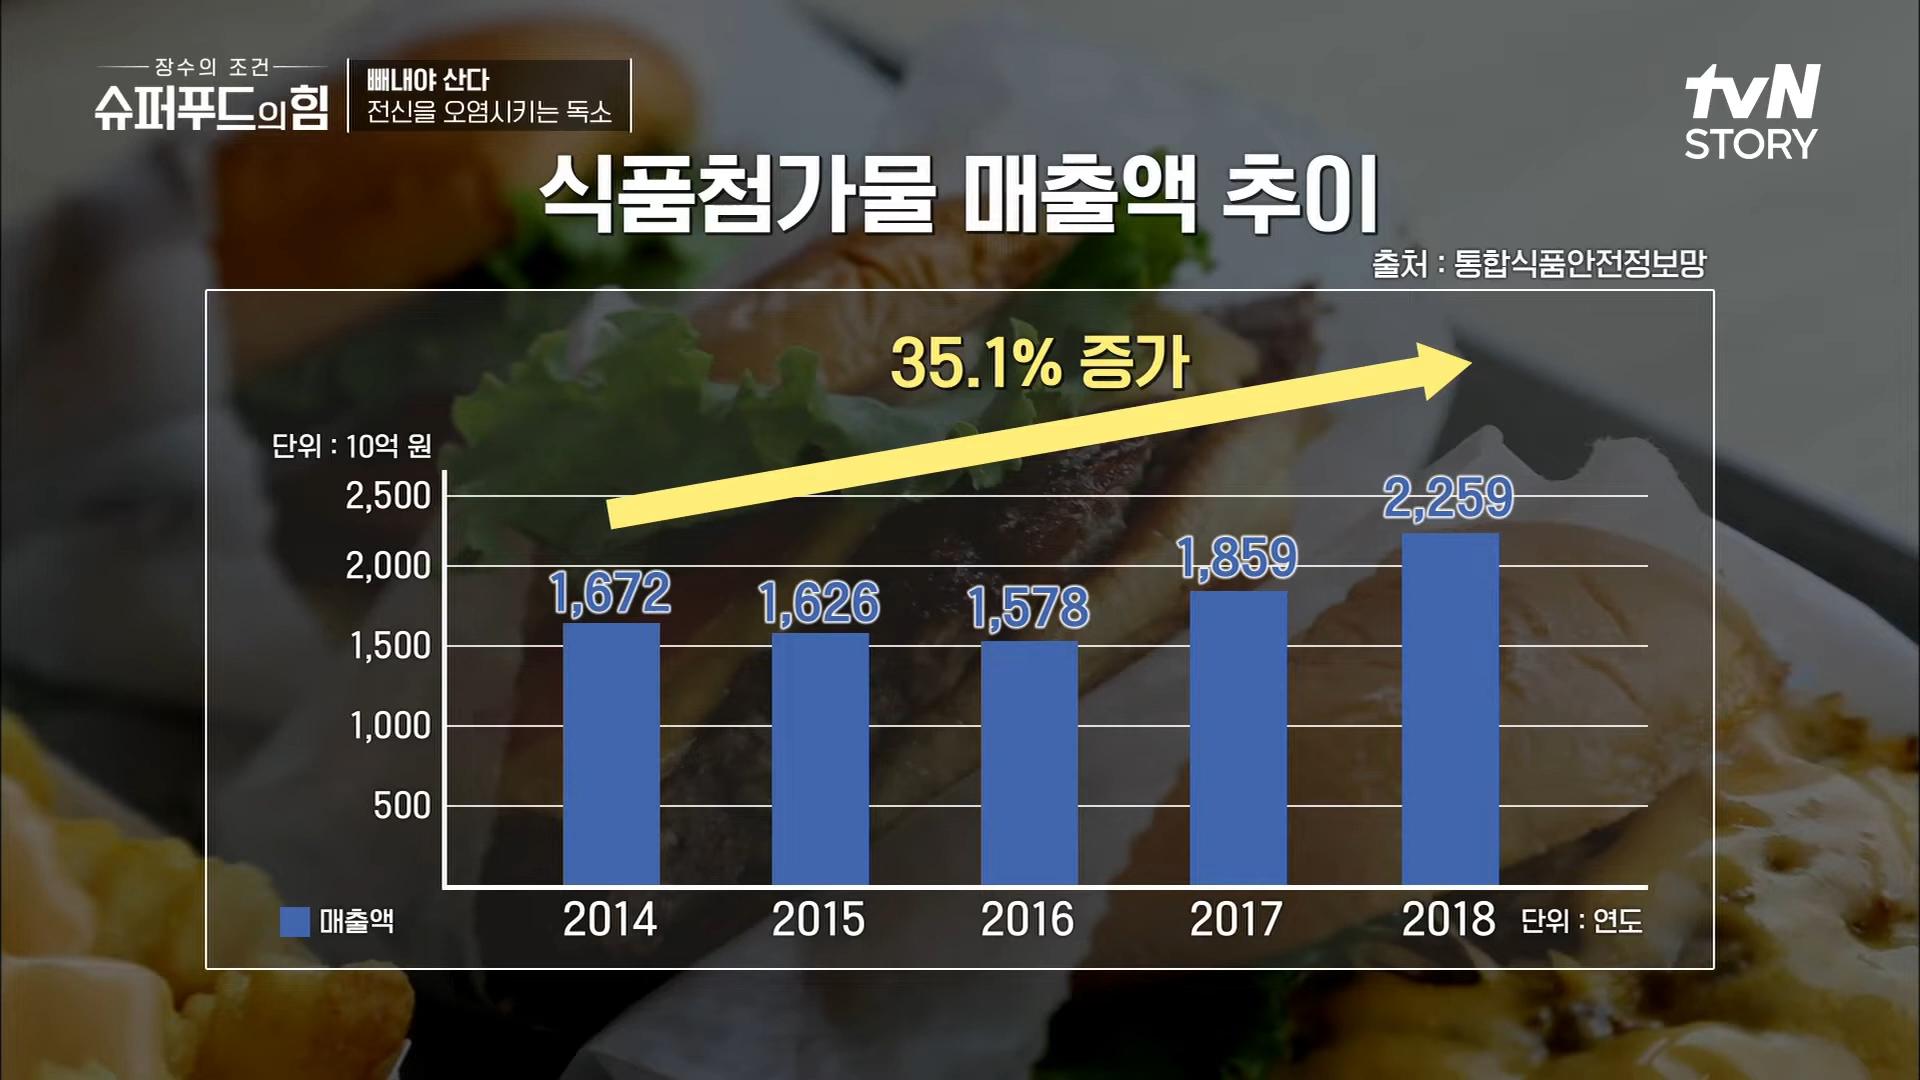 장수의 조건
슈퍼푸드의 힘
빼내야 산다
전신을 오염시키는 독소
tvN
STORY
식품첨가물 매출액 추이
출처 : 통합식품안전정보망
35.1% 증가
단위 : 10억 원
2,500
2,000
1,500
1,000
500
1,672
1,626
1,578
1,859
2,259
2014
2015
2016
2017
2018
단위 : 연도
매출액